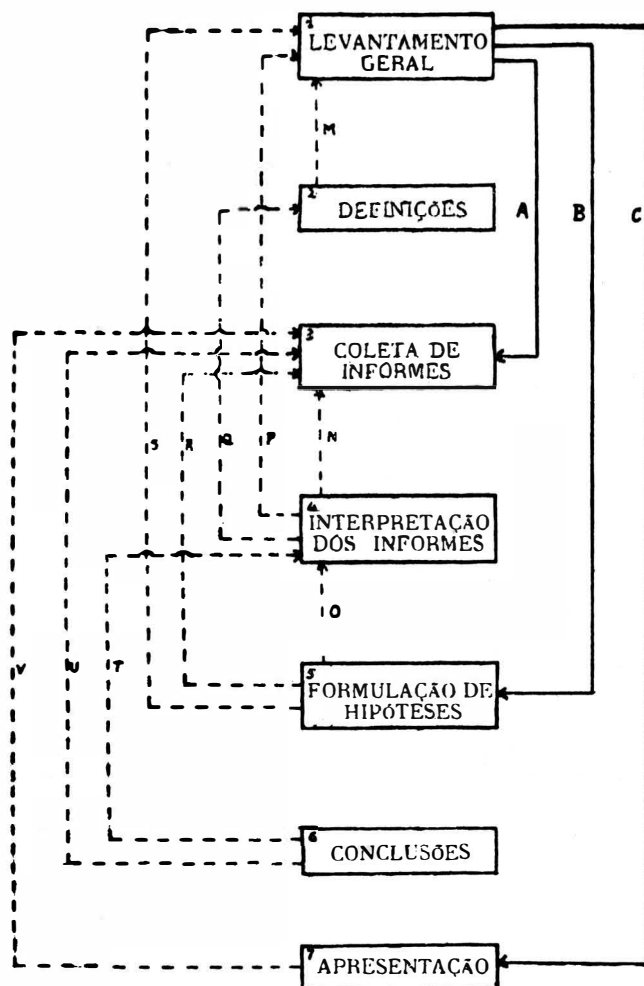 1
LEVANTAMENTO
GERAL
M
2
DEFINIÇÕES
A
B
C
3
COLETA DE
INFORMES
S
R
Q
P
N
4
INTERPRETAÇÃO
DÓS INFORMES
O
V
U
T
5
FORMULAÇÃO DE
HIPÓTESES
6
CONCLUSÕES
7
APRESENTAÇÃO